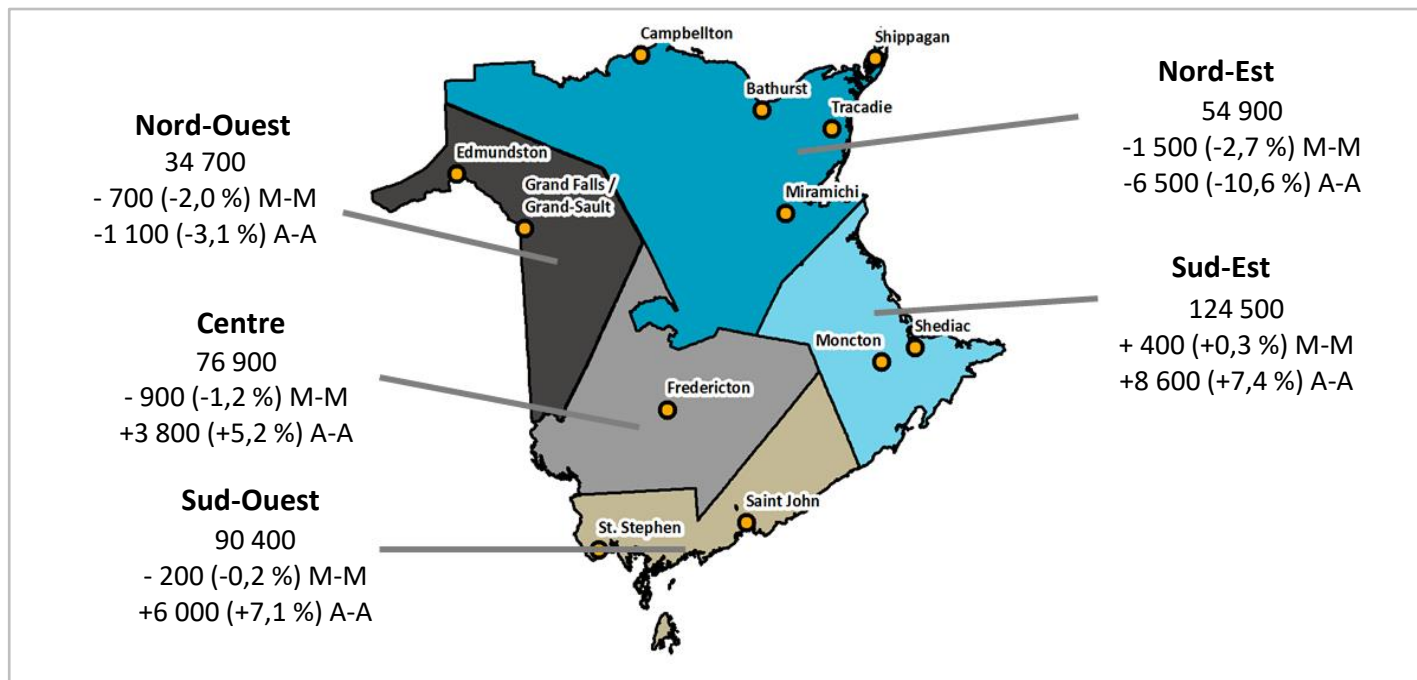 Nord-Ouest
34 700
- 700 (-2,0 %) M-M
-1 100 (-3,1 %) A-A
Centre
76 900
- 900 (-1,2 %) M-M
+3 800 (+5,2 %) A-A
Sud-Ouest
90 400
- 200 (-0,2 %) M-M
+6 000 (+7,1 %) A-A
Campbellton
Shippagan
Bathurst
Tracadie
Edmundston
Grand Falls /
Grand-Sault
Miramichi
Moncton
Shediac
Fredericton
Saint John
St. Stephen
Nord-Est
54 900
-1 500 (-2,7 %) M-M
-6 500 (-10,6 %) A-A
Sud-Est
124 500
+ 400 (+0,3 %) M-M
+8 600 (+7,4 %) A-A